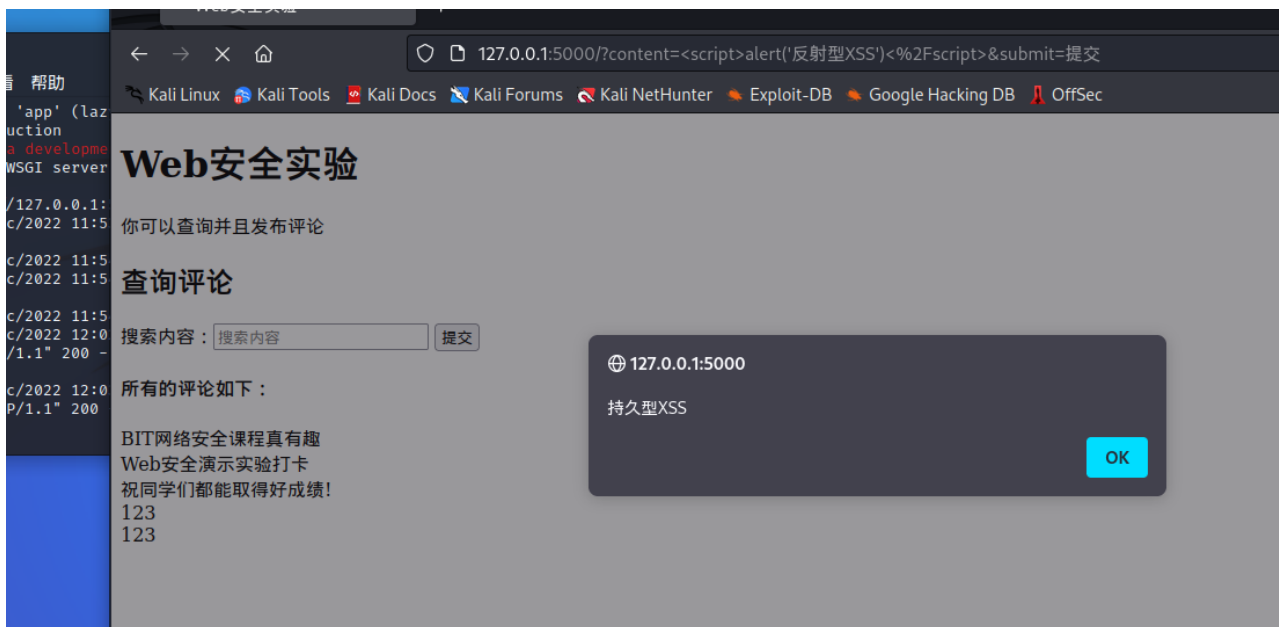 127.0.0.1:5000/?content=<script>alert('反射型XSS')<%2Fscript>&submit=提交
Kali Linux Kali Tools Kali Docs Kali Forums Kali NetHunter Exploit-DB Google Hacking DB OffSec
帮助
'app' (laz
uction
a developme
WSGI server
/127.0.0.1:
c/2022 11:5
c/2022 11:5
c/2022 11:5
c/2022 11:5
c/2022 12:0
/1.1" 200 -
c/2022 12:0
P/1.1" 200
Web安全实验
你可以查询并且发布评论
查询评论
搜索内容：搜索内容 提交
所有的评论如下：
BIT网络安全课程真有趣
Web安全演示实验打卡
祝同学们都能取得好成绩!
123
123
127.0.0.1:5000
持久型XSS
OK